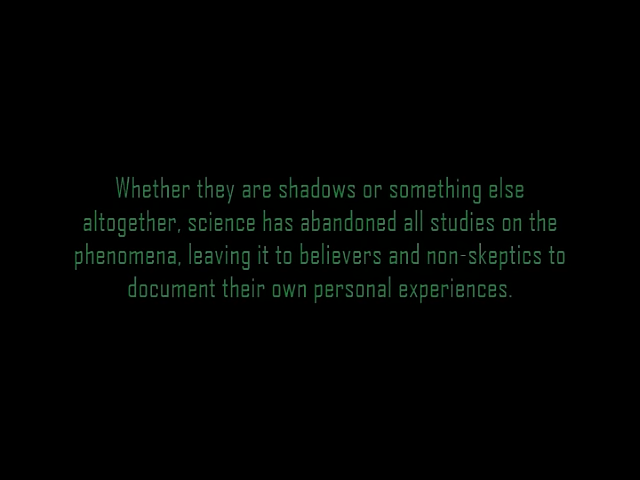 Whether they are shadows or something else
altogether, science has abandoned all studies on the
phenomena, leaving it to believers and non-skeptics to
document their own personal experiences.